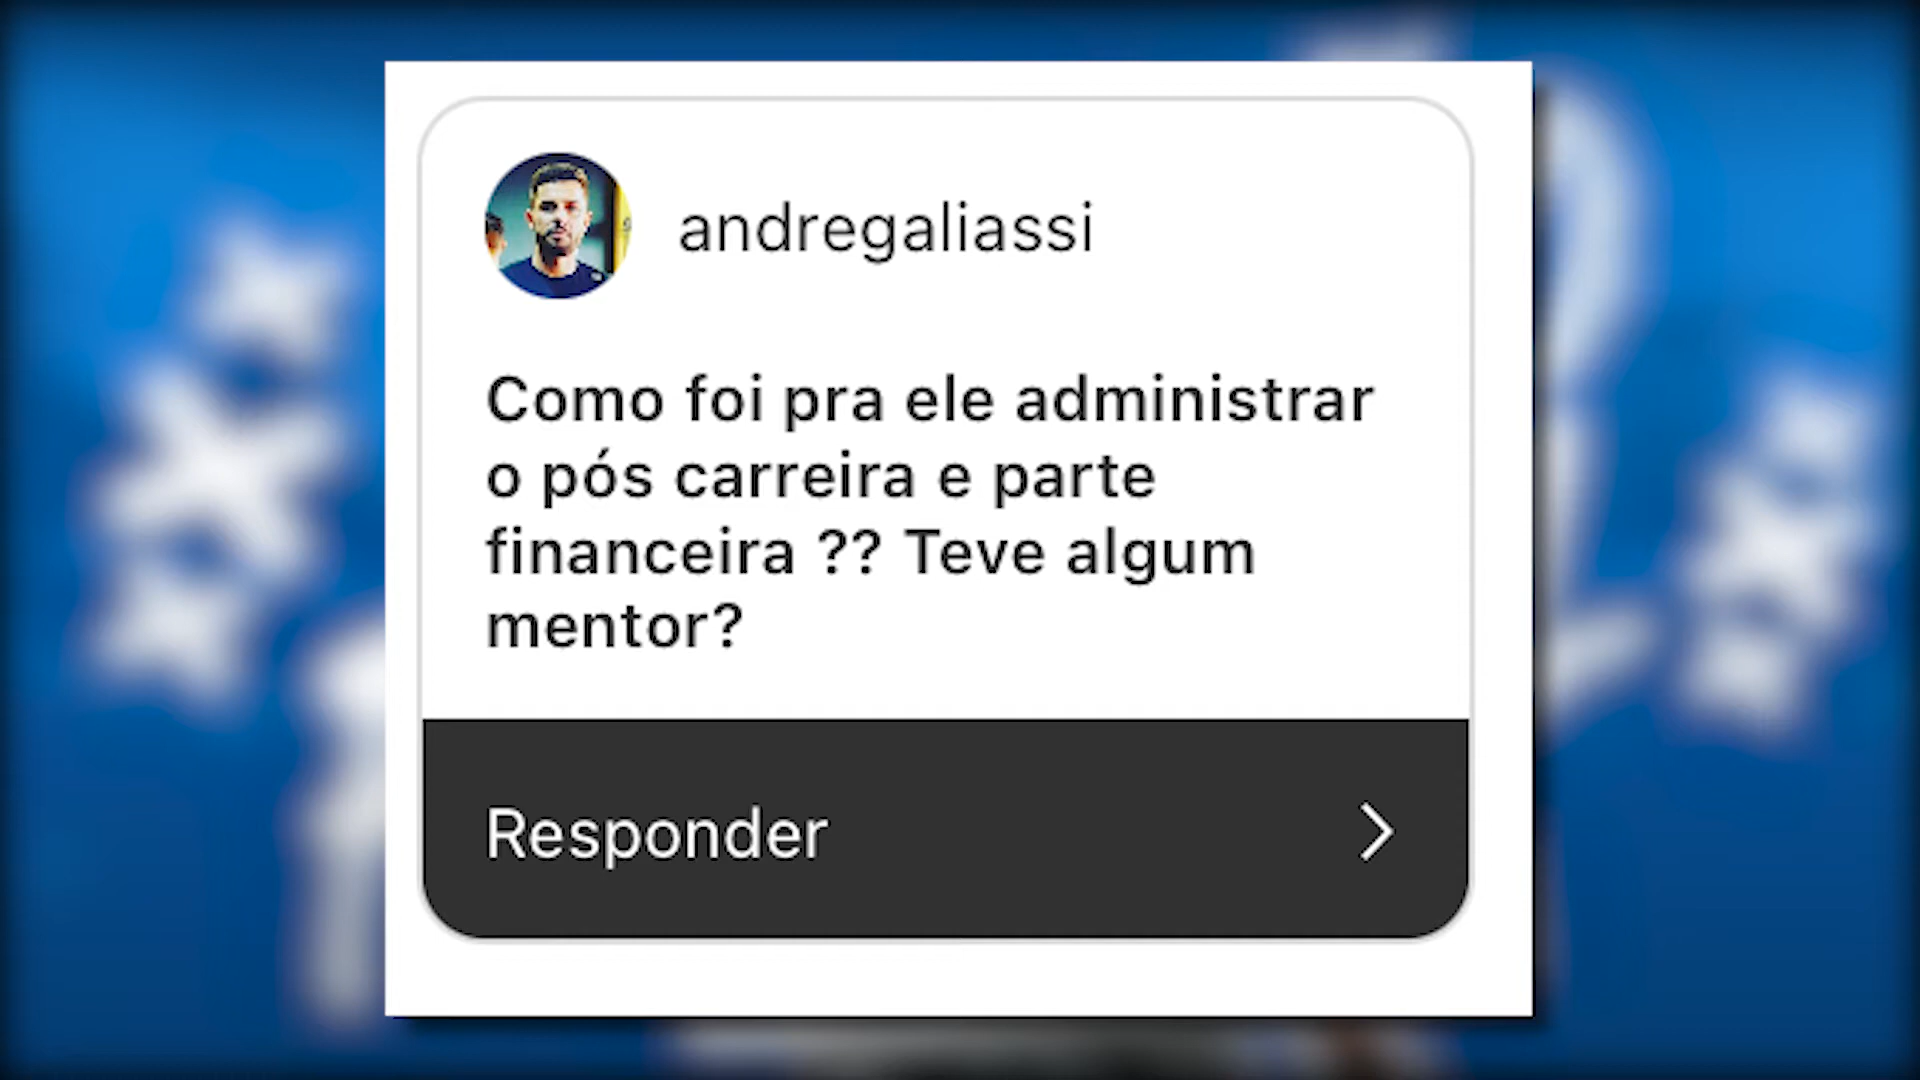 andregaliassi
Como foi pra ele administrar
o pós carreira e parte
financeira ?? Teve algum
mentor?
Responder